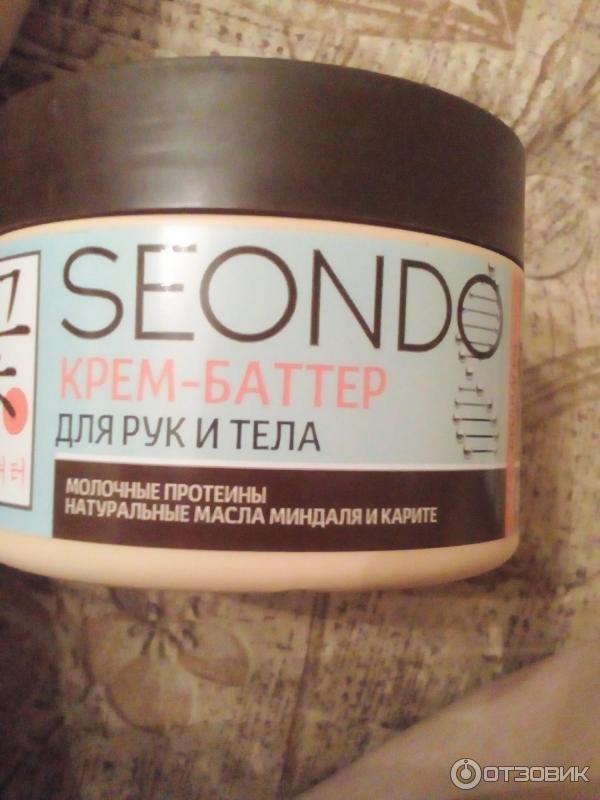 SEONDO
КРЕМ-БАТТЕР
ДЛЯ РУК И ТЕЛА
МОЛОЧНЫЕ ПРОТЕИНЫ
НАТУРАЛЬНЫЕ МАСЛА МИНДАЛЯ И КАРИТЕ
ОТЗОВИК